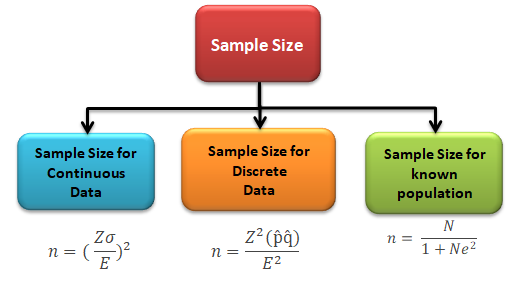 Sample Size
Sample Size for
Continuous
Data
Sample Size for
Discrete
Data
Sample Size for
known
population
n = (Zσ/E)²
n = Z²(p̂q̂)/E²
n = N/1 + Ne²